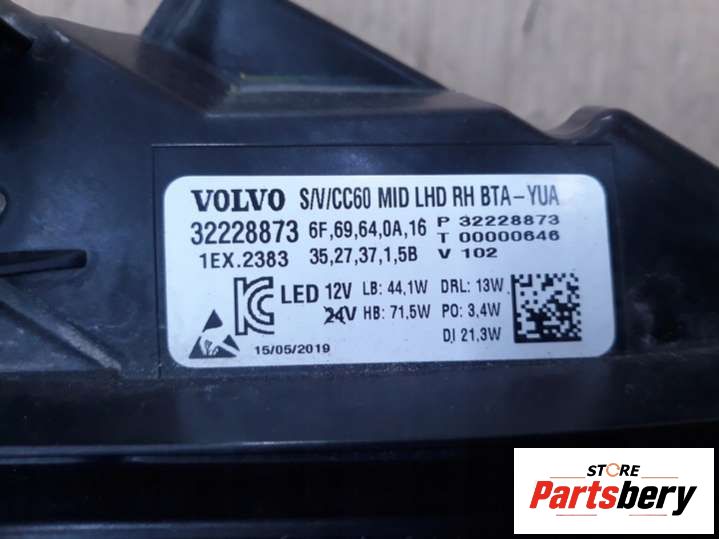 VOLVO S/V/CC60 MID LHD RH BTA-YUA
32228873 6F,69,64,0A,16 P 32228873
T 00000646
1EX.2383 35,27,37,1,5B V 102
LED 12V LB: 44,1W DRL: 13W
24V HB: 71,5W PO: 3,4W
DI 21,3W
15/05/2019
STORE
Partsbery